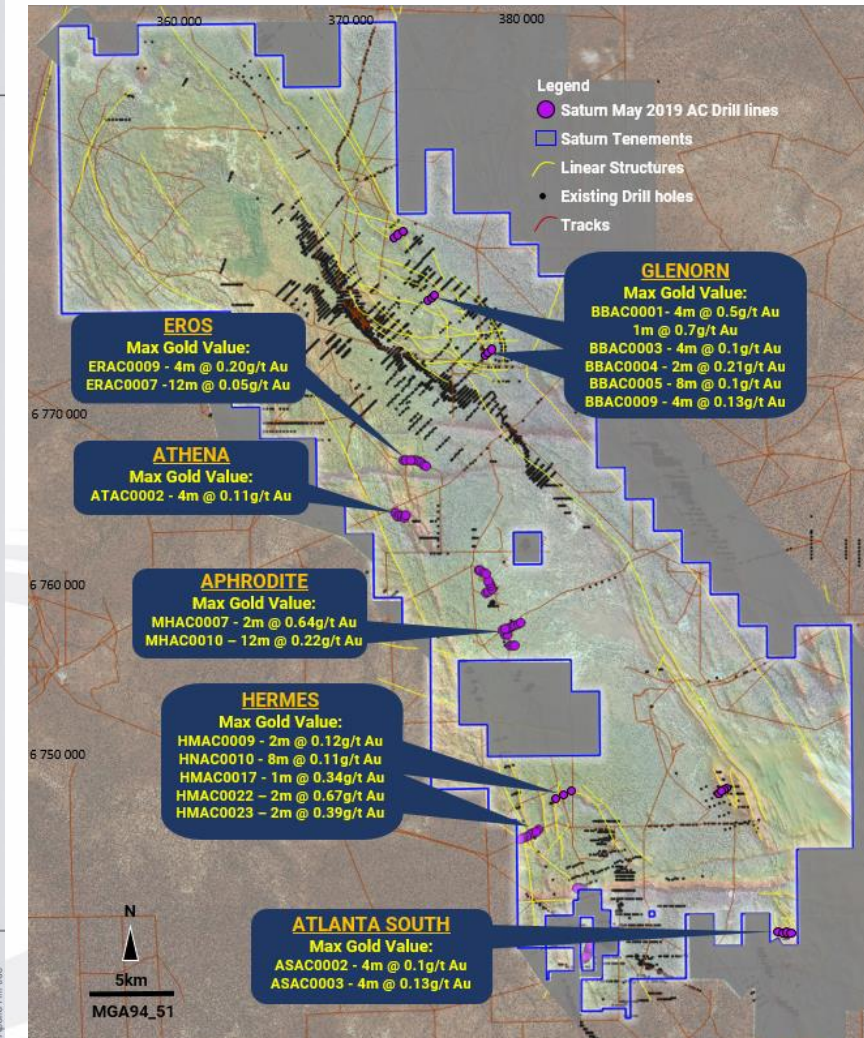 360 000
370 000
380 000
Legend
Saturn May 2019 AC Drill lines
Saturn Tenements
Linear Structures
Existing Drill holes
Tracks
GLENORN
Max Gold Value:
BBAC0001- 4m @ 0.5g/t Au
1m @ 0.7g/t Au
BBAC0003 - 4m @ 0.1g/t Au
BBAC0004 - 2m @ 0.21g/t Au
BBAC0005 - 8m @ 0.1g/t Au
BBAC0009 - 4m @ 0.13g/t Au
EROS
Max Gold Value:
ERAC0009 - 4m @ 0.20g/t Au
ERAC0007 -12m @ 0.05g/t Au
6 770 000
ATHENA
Max Gold Value:
ATAC0002 - 4m @ 0.11g/t Au
6 760 000
APHRODITE
Max Gold Value:
MHAC0007 - 2m @ 0.64g/t Au
MHAC0010 – 12m @ 0.22g/t Au
HERMES
Max Gold Value:
HMAC0009 - 2m @ 0.12g/t Au
HNAC0010 - 8m @ 0.11g/t Au
HMAC0017 - 1m @ 0.34g/t Au
HMAC0022 – 2m @ 0.67g/t Au
HMAC0023 – 2m @ 0.39g/t Au
6 750 000
ATLANTA SOUTH
Max Gold Value:
ASAC0002 - 4m @ 0.1g/t Au
ASAC0003 - 4m @ 0.13g/t Au
N
5km
MGA94_51